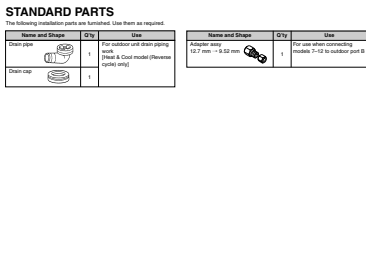 STANDARD PARTS
The following installation parts are furnished. Use them as required.
Name and Shape Q'ty Use
Drain pipe
1
For outdoor unit drain piping
work
[Heat & Cool model (Reverse
cycle) only]
Drain cap
1
Name and Shape Q'ty Use
Adapter assy
12.7 mm → 9.52 mm
1
For use when connecting
models 7–12 to outdoor port B